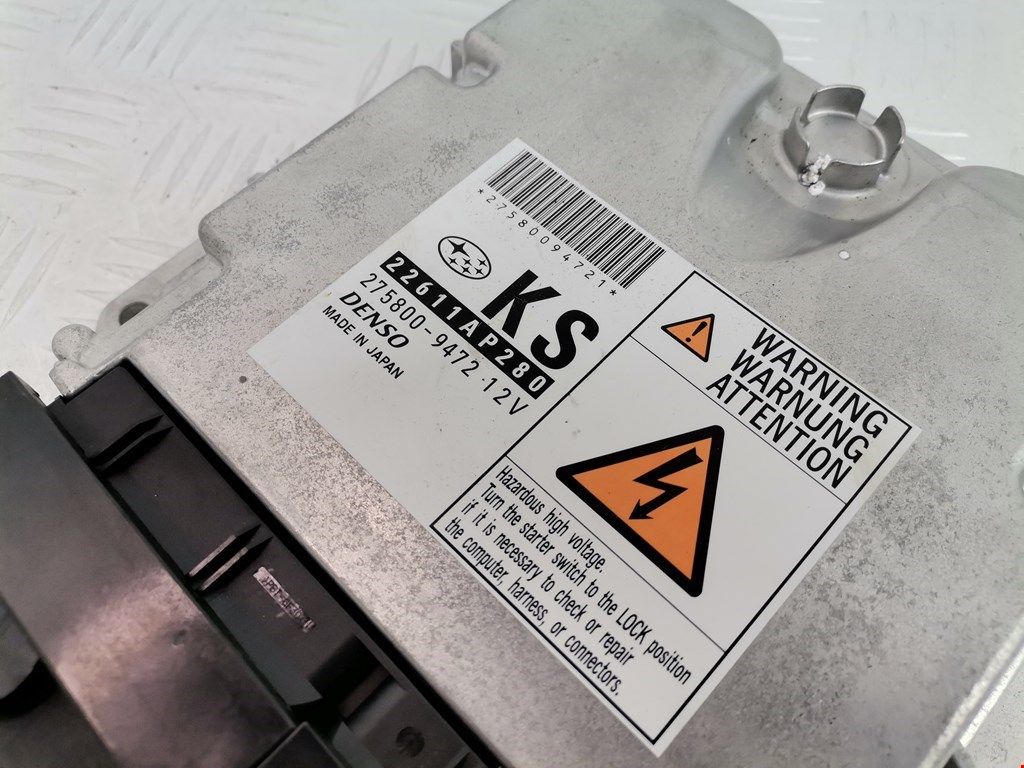 *27580094721*
KS
22611AP280
275800-9472 12V
DENSO
MADE IN JAPAN
WARNING
WARNUNG
ATTENTION
Hazardous high voltage.
Turn the starter switch to the LOCK position
if it is necessary to check or repair
the computer, harness, or connectors.